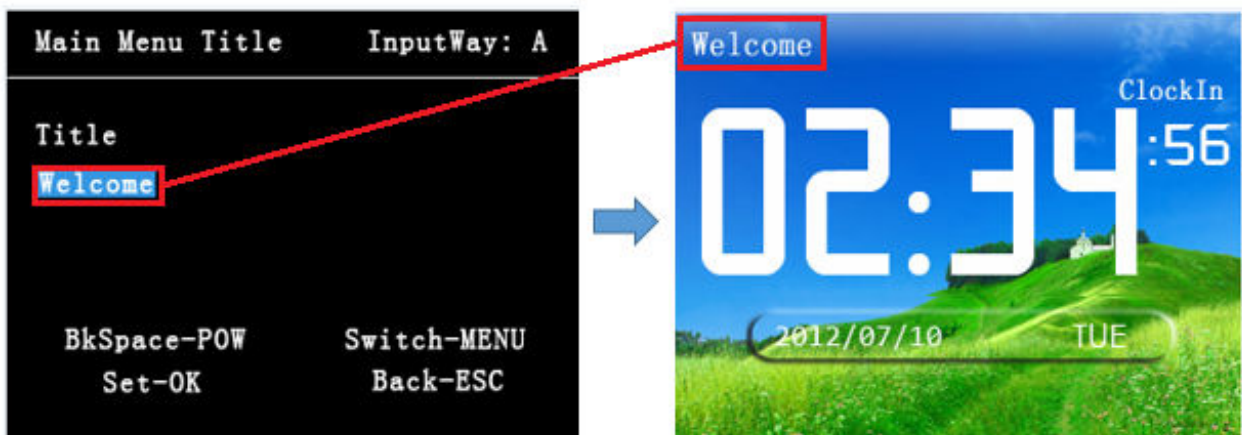 Main Menu Title InputWay: A
Title
Welcome
BkSpace-POW Switch-MENU
Set-OK Back-ESC
Welcome
ClockIn
02:34:56
2012/07/10 TUE